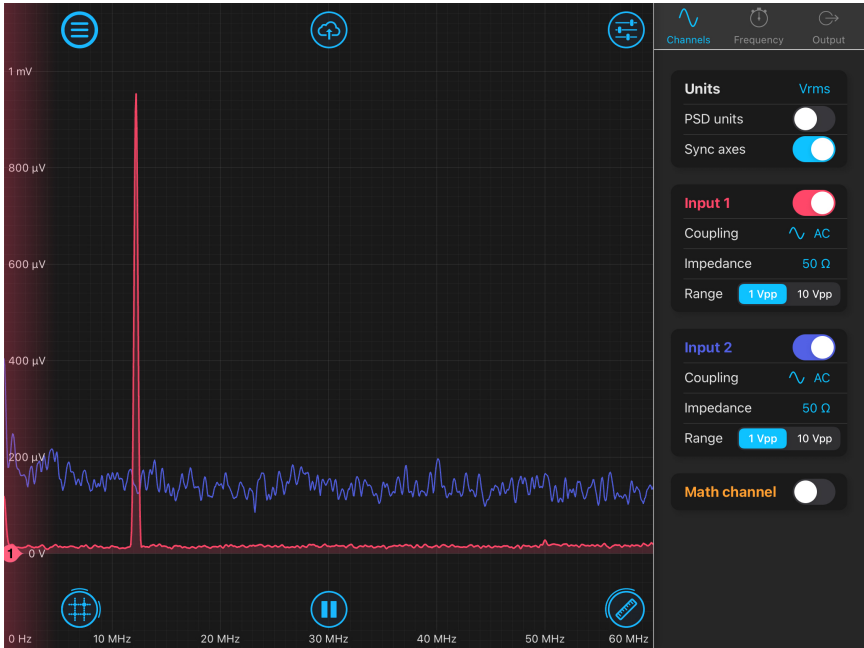 1 mV
800 µV
600 µV
400 µV
200 µV
1 0 V
0 Hz 10 MHz 20 MHz 30 MHz 40 MHz 50 MHz 60 MHz
Channels Frequency Output
Units Vrms
PSD units
Sync axes
Input 1
Coupling AC
Impedance 50 Ω
Range 1 Vpp 10 Vpp
Input 2
Coupling AC
Impedance 50 Ω
Range 1 Vpp 10 Vpp
Math channel